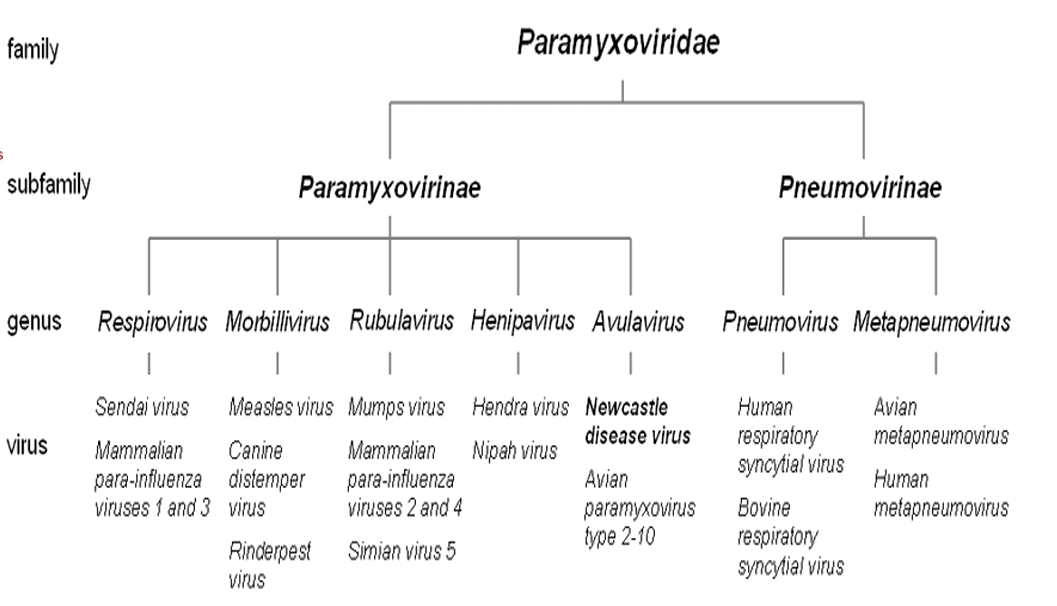 family
Paramyxoviridae
s
subfamily
Paramyxovirinae
Pneumovirinae
genus
Respirovirus
Morbillivirus
Rubulavirus
Henipavirus
Avulavirus
Pneumovirus
Metapneumovirus
virus
Sendai virus
Mammalian
para-influenza
viruses 1 and 3
Measles virus
Canine
distemper
virus
Rinderpest
virus
Mumps virus
Mammalian
para-influenza
viruses 2 and 4
Simian virus 5
Hendra virus
Nipah virus
Newcastle
disease virus
Avian
paramyxovirus
type 2-10
Human
respiratory
syncytial virus
Bovine
respiratory
syncytial virus
Avian
metapneumovirus
Human
metapneumovirus